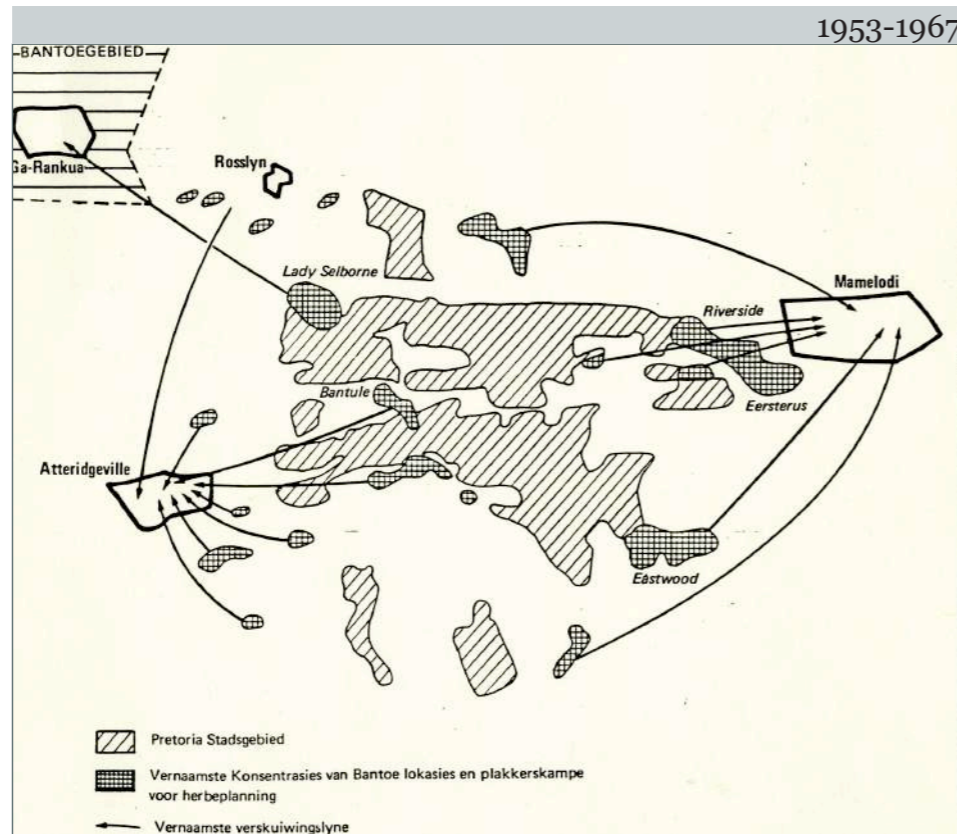 1953-1967
BANTOEGEBIED
Ga-Rankua
Rosslyn
Lady Selborne
Mamelodi
Riverside
Bantule
Eersterus
Atteridgeville
Eastwood
Pretoria Stadsgebied
Vernaamste Konsentrasies van Bantoe lokasies en plakkerskampe
voor herbeplanning
Vernaamste verskuiwingslyne